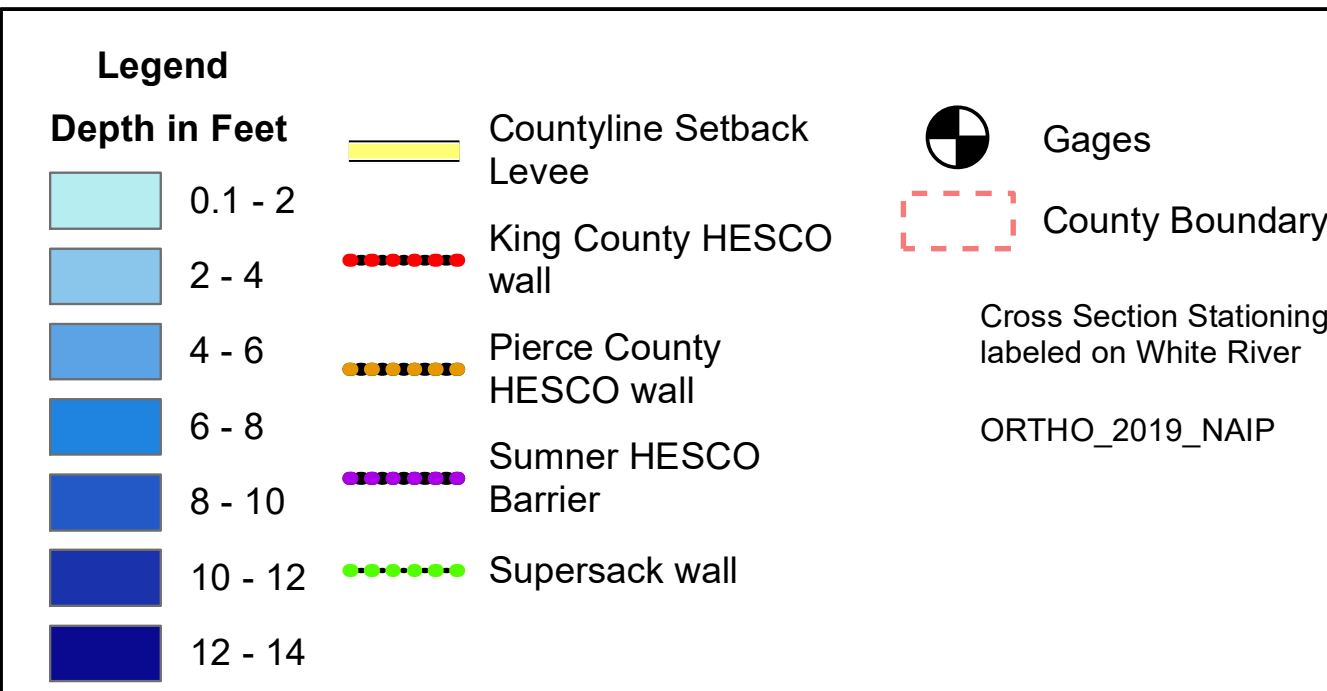 Legend
Depth in Feet
0.1 - 2
2 - 4
4 - 6
6 - 8
8 - 10
10 - 12
12 - 14
Countyline Setback
Levee
King County HESCO
wall
Pierce County
HESCO wall
Sumner HESCO
Barrier
Supersack wall
Gages
County Boundary
Cross Section Stationing
labeled on White River
ORTHO_2019_NAIP